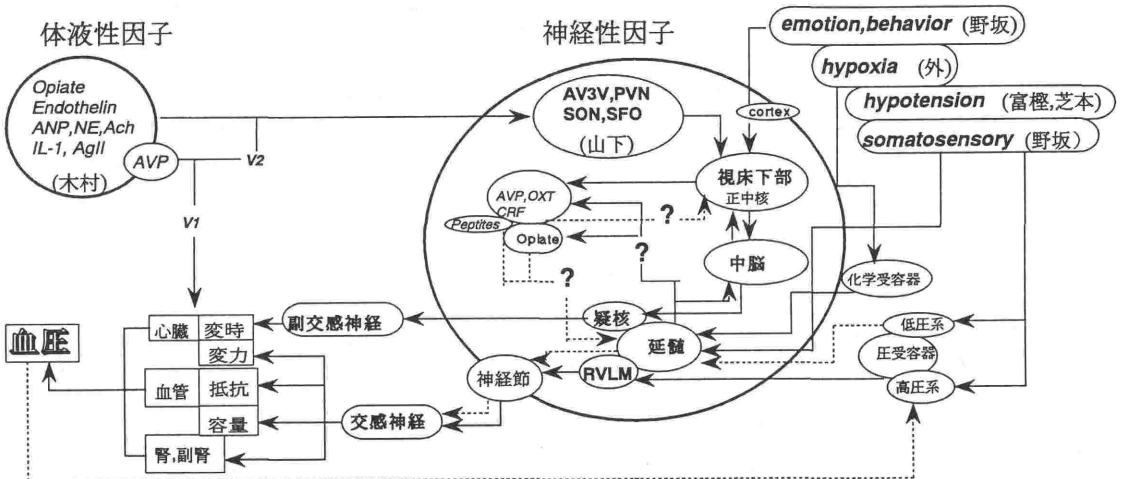 体液性因子
Opiate
Endothelin
ANP,NE,Ach
IL-1, AgII
(木村)
AVP
V2
V1
神経性因子
AV3V,PVN
SON,SFO
(山下)
cortex
emotion,behavior (野坂)
hypoxia (外)
hypotension (富樫,芝本)
somatosensory (野坂)
視床下部
正中核
AVP,OXT
CRF
Peptites
Opiate
?
?
?
中脳
化学受容器
疑核
延髄
RVLM
低圧系
圧受容器
高圧系
神経節
副交感神経
交感神経
心臓
変時
変力
血管
抵抗
容量
腎,副腎
血圧